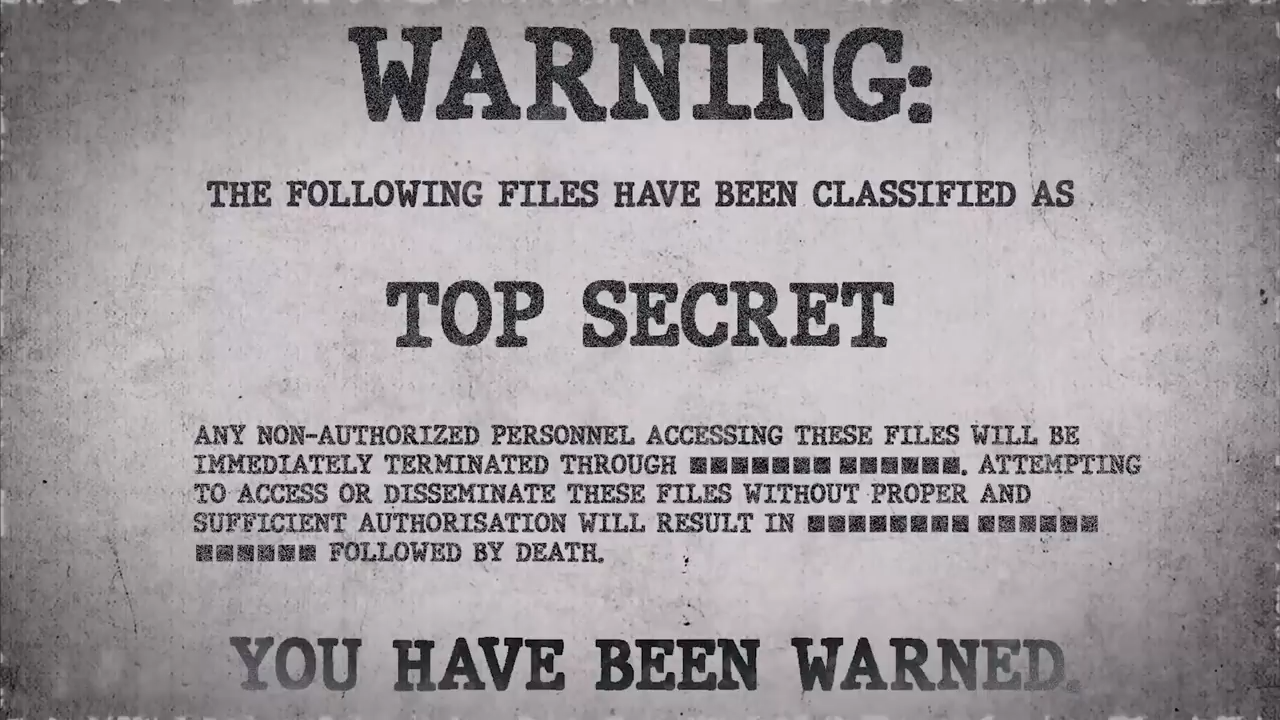 WARNING:
THE FOLLOWING FILES HAVE BEEN CLASSIFIED AS
TOP SECRET
ANY NON-AUTHORIZED PERSONNEL ACCESSING THESE FILES WILL BE
IMMEDIATELY TERMINATED THROUGH ■■■■■■■ ■■■■■■. ATTEMPTING
TO ACCESS OR DISSEMINATE THESE FILES WITHOUT PROPER AND
SUFFICIENT AUTHORISATION WILL RESULT IN ■■■■■■■■ ■■■■■■
■■■■■■ FOLLOWED BY DEATH.
YOU HAVE BEEN WARNED.